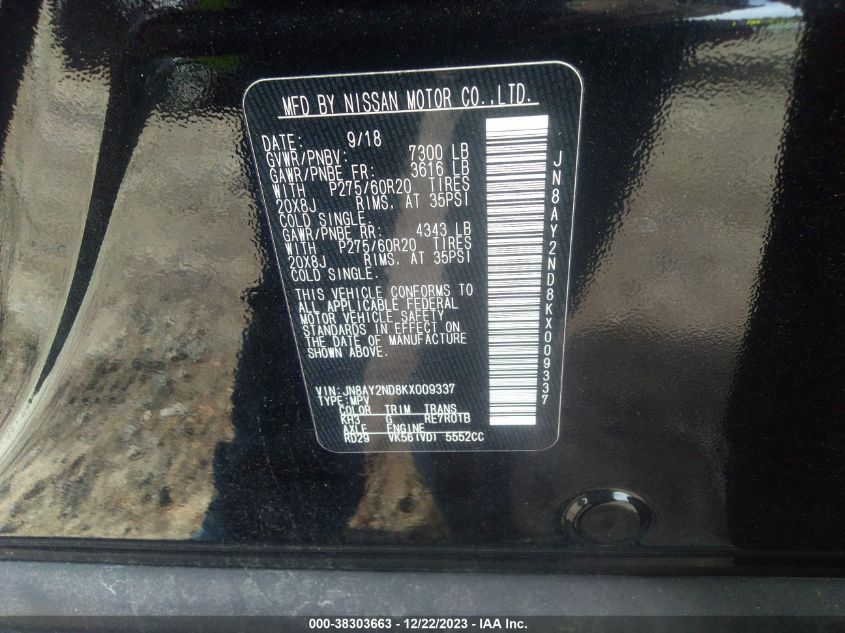 MFD BY NISSAN MOTOR CO.,LTD.
DATE: 9/18
GVWR/PNBV: 7300 LB
GAWR/PNBE FR: 3616 LB
WITH P275/60R20 TIRES
20X8J RIMS, AT 35PSI
COLD SINGLE.
GAWR/PNBE RR: 4343 LB
WITH P275/60R20 TIRES
20X8J RIMS, AT 35PSI
COLD SINGLE.
THIS VEHICLE CONFORMS TO
ALL APPLICABLE FEDERAL
MOTOR VEHICLE SAFETY
STANDARDS IN EFFECT ON
THE DATE OF MANUFACTURE
SHOWN ABOVE.
VIN:JN8AY2ND8KX009337
TYPE:MPV
COLOR TRIM TRANS
KH3 G RE7R01B
AXLE ENGINE
RD29 VK56(VD) 5552CC
JN8AY2ND8KX009337
000-38303663 - 12/22/2023 - IAA Inc.